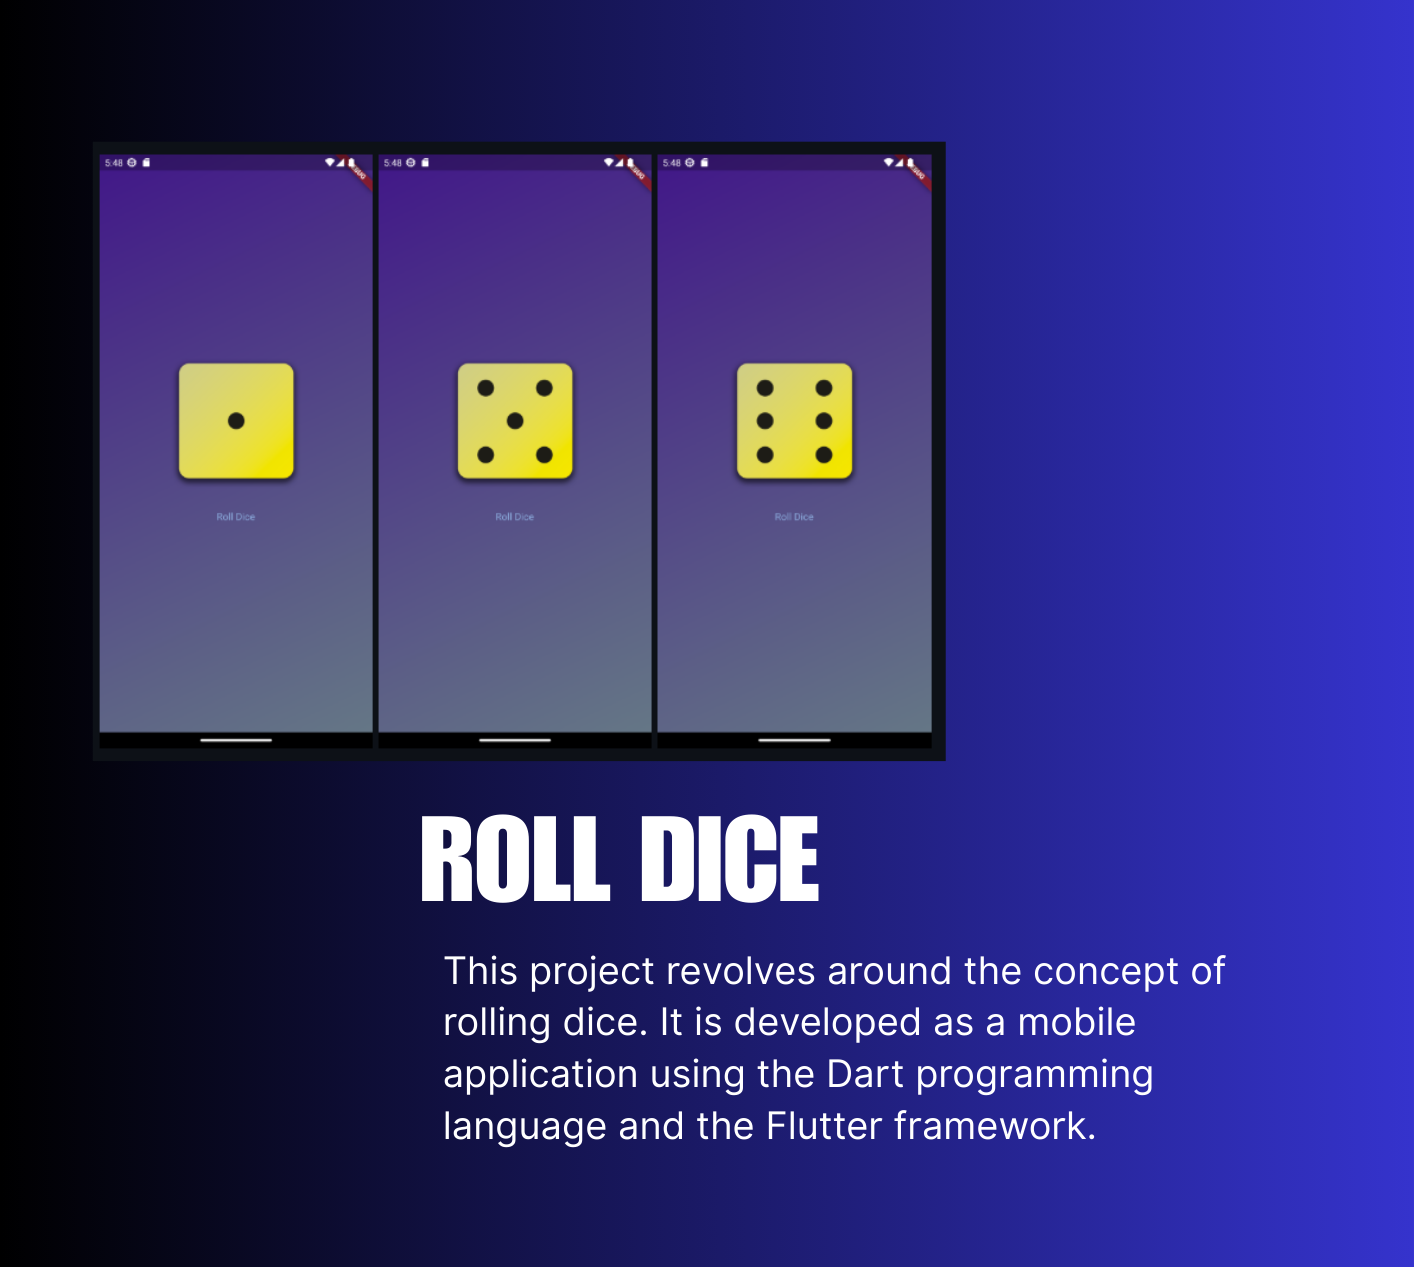 5:48
5:48
5:48
Roll Dice
Roll Dice
Roll Dice
ROLL DICE
This project revolves around the concept of
rolling dice. It is developed as a mobile
application using the Dart programming
language and the Flutter framework.